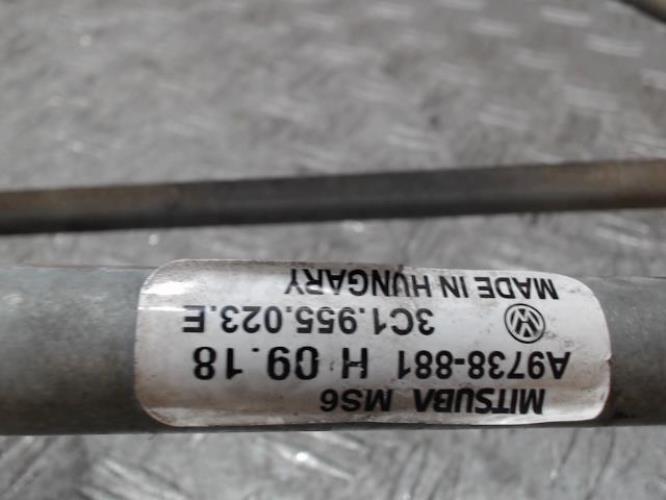 MITSUBA MS6
A9738-881 H 09.18
3C1.955.023.E
MADE IN HUNGARY